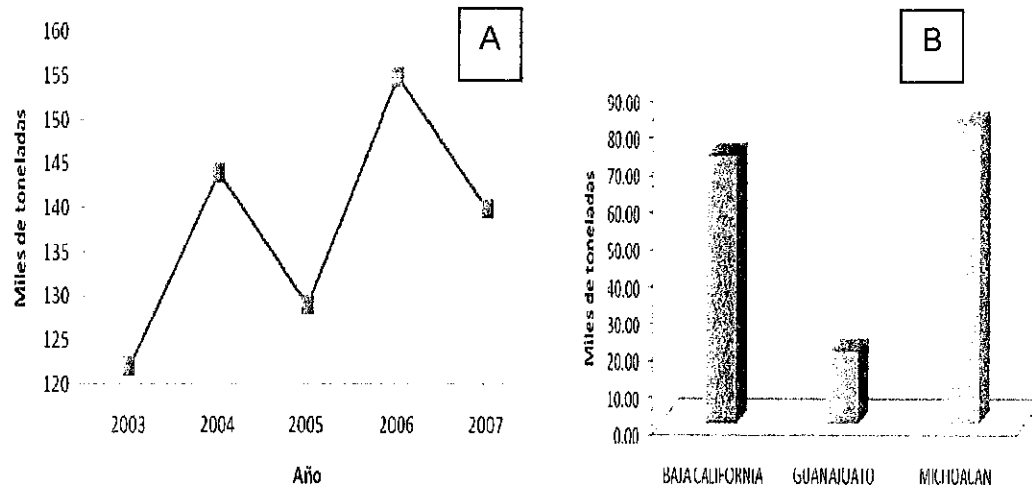 A
160
155
150
145
140
135
130
125
120
Miles de toneladas
2003 2004 2005 2006 2007
Año
B
90.00
80.00
70.00
60.00
50.00
40.00
30.00
20.00
10.00
0.00
Miles de toneladas
BAJA CALIFORNIA GUANAJUATO MICHOACAN